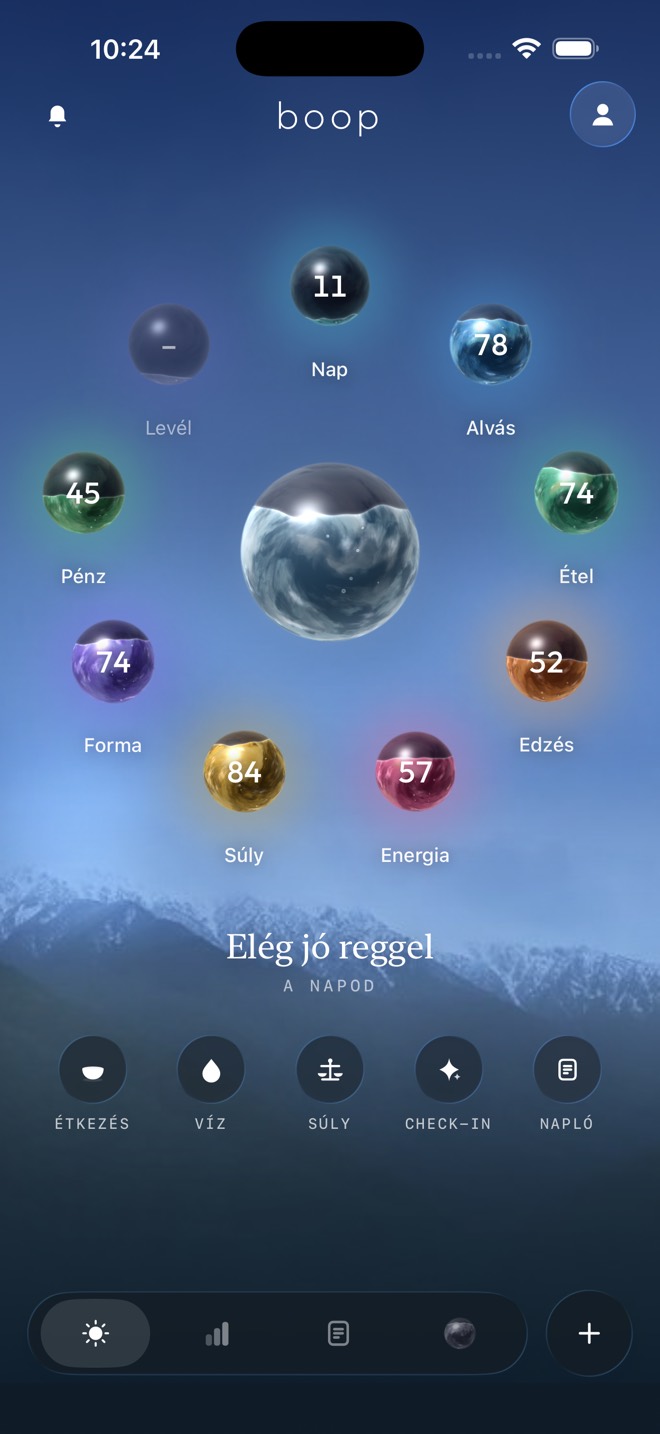 10:24
boop
11
Nap
–
Levél
78
Alvás
45
Pénz
74
Étel
74
Forma
52
Edzés
84
Súly
57
Energia
Elég jó reggel
A NAPOD
ÉTKEZÉS
VÍZ
SÚLY
CHECK-IN
NAPLÓ